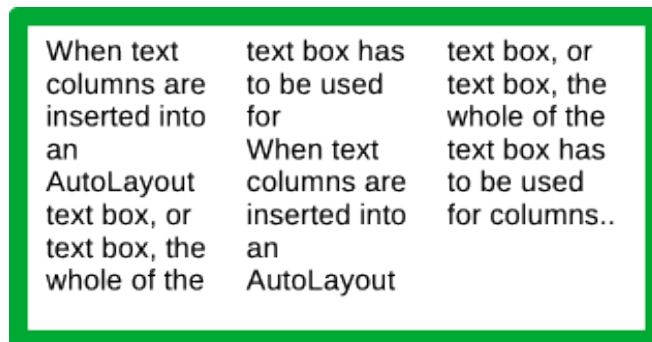 When text
columns are
inserted into
an
AutoLayout
text box, or
text box, the
whole of the
text box has
to be used
for
When text
columns are
inserted into
an
AutoLayout
text box, or
text box, the
whole of the
text box has
to be used
for columns..